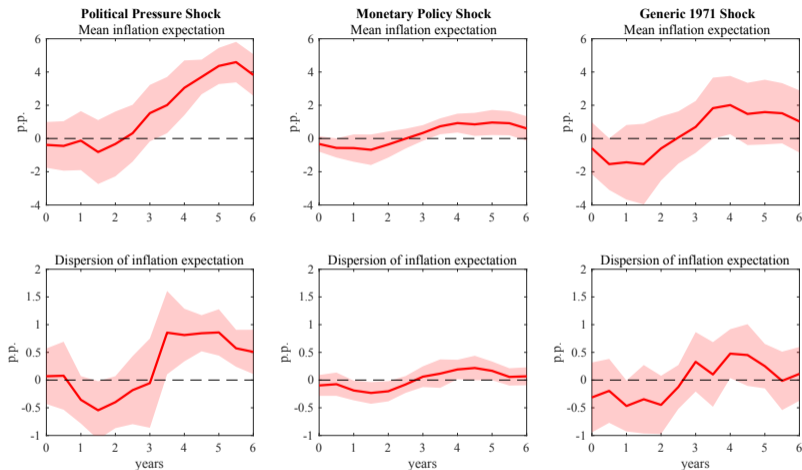 Political Pressure Shock
Mean inflation expectation
6
4
2
0
-2
-4
p.p.
0 1 2 3 4 5 6
Monetary Policy Shock
Mean inflation expectation
6
4
2
0
-2
-4
p.p.
0 1 2 3 4 5 6
Generic 1971 Shock
Mean inflation expectation
6
4
2
0
-2
-4
p.p.
0 1 2 3 4 5 6
Dispersion of inflation expectation
2
1.5
1
0.5
0
-0.5
-1
p.p.
0 1 2 3 4 5 6
years
Dispersion of inflation expectation
2
1.5
1
0.5
0
-0.5
-1
p.p.
0 1 2 3 4 5 6
years
Dispersion of inflation expectation
2
1.5
1
0.5
0
-0.5
-1
p.p.
0 1 2 3 4 5 6
years